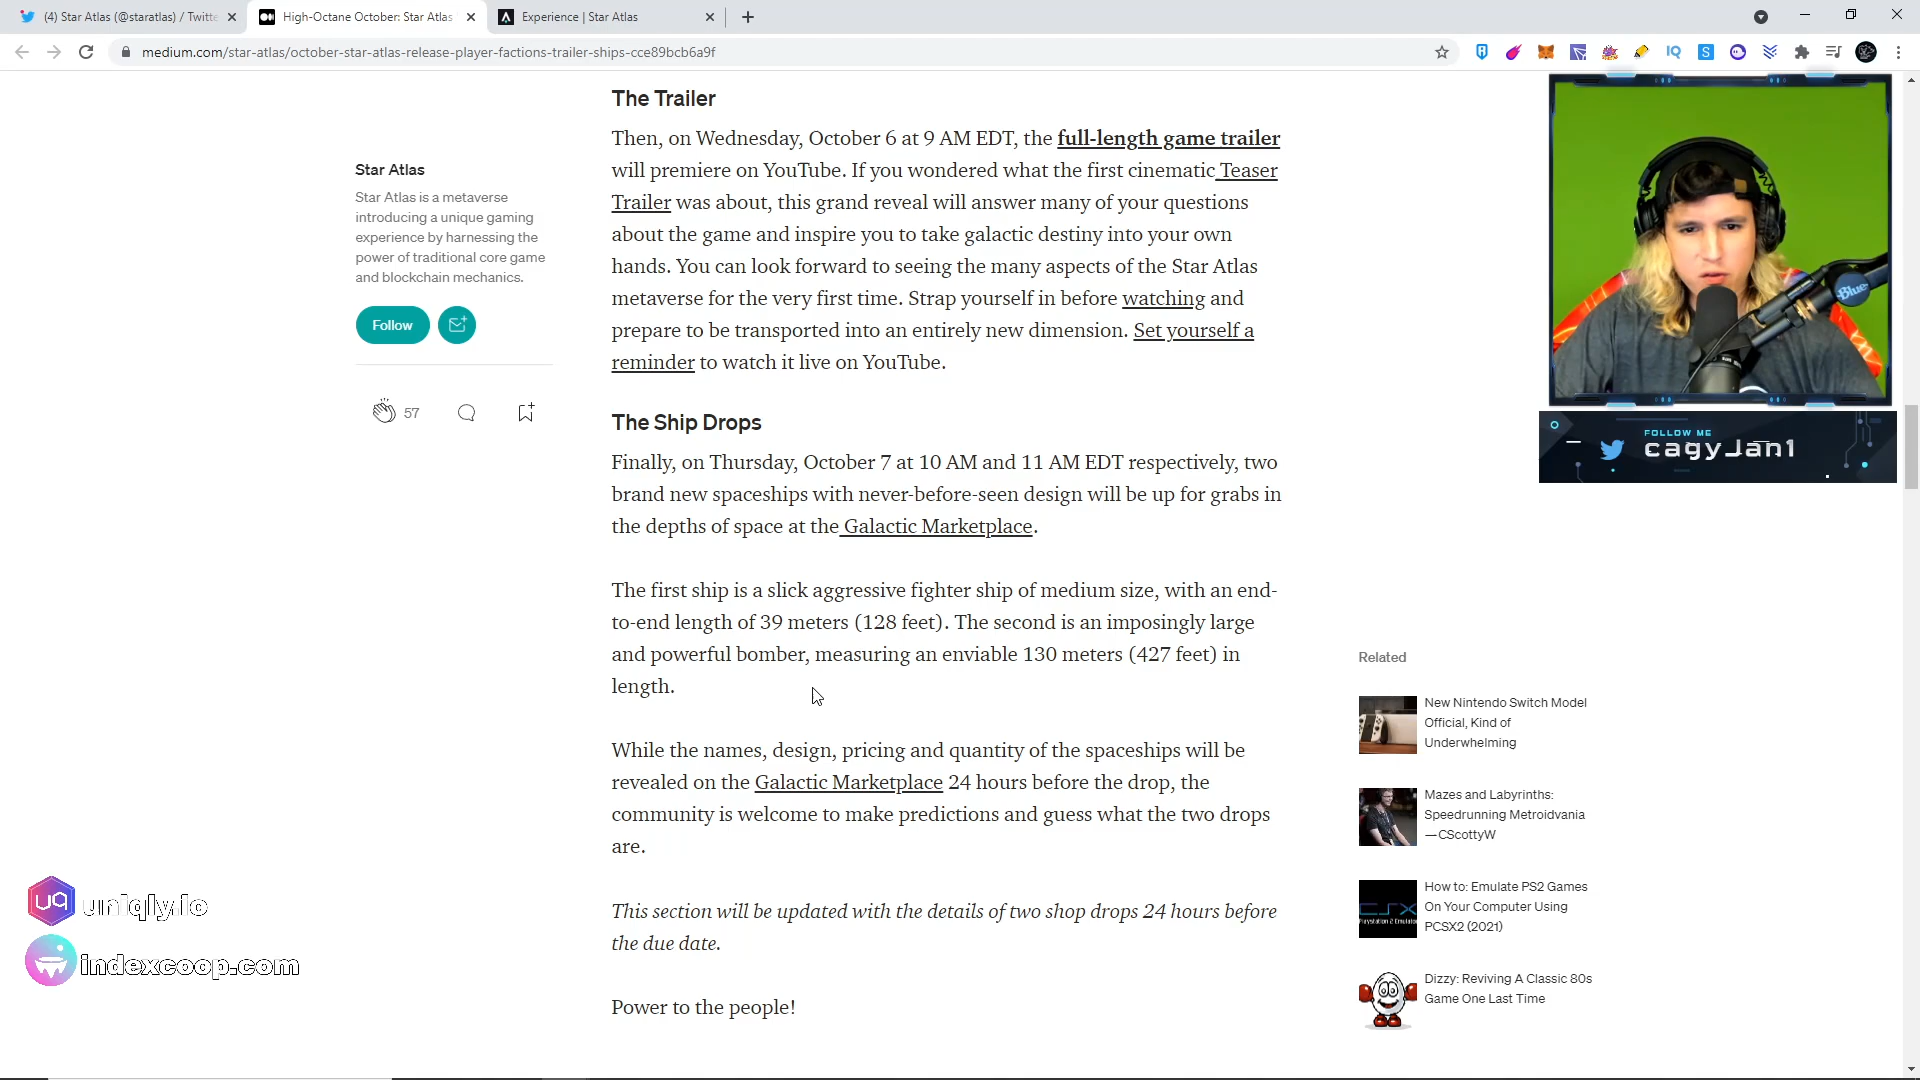 (4) Star Atlas (@staratlas) / Twitte
High-Octane October: Star Atlas
Experience | Star Atlas
medium.com/star-atlas/october-star-atlas-release-player-factions-trailer-ships-cce89bcb6a9f
Star Atlas
Star Atlas is a metaverse
introducing a unique gaming
experience by harnessing the
power of traditional core game
and blockchain mechanics.
Follow
57
The Trailer
Then, on Wednesday, October 6 at 9 AM EDT, the full-length game trailer
will premiere on YouTube. If you wondered what the first cinematic Teaser
Trailer was about, this grand reveal will answer many of your questions
about the game and inspire you to take galactic destiny into your own
hands. You can look forward to seeing the many aspects of the Star Atlas
metaverse for the very first time. Strap yourself in before watching and
prepare to be transported into an entirely new dimension. Set yourself a
reminder to watch it live on YouTube.
The Ship Drops
Finally, on Thursday, October 7 at 10 AM and 11 AM EDT respectively, two
brand new spaceships with never-before-seen design will be up for grabs in
the depths of space at the Galactic Marketplace.
The first ship is a slick aggressive fighter ship of medium size, with an end-
to-end length of 39 meters (128 feet). The second is an imposingly large
and powerful bomber, measuring an enviable 130 meters (427 feet) in
length.
While the names, design, pricing and quantity of the spaceships will be
revealed on the Galactic Marketplace 24 hours before the drop, the
community is welcome to make predictions and guess what the two drops
are.
This section will be updated with the details of two shop drops 24 hours before
the due date.
Power to the people!
Blue
FOLLOW ME
cagyJan1
Related
New Nintendo Switch Model
Official, Kind of
Underwhelming
Mazes and Labyrinths:
Speedrunning Metroidvania
—CScottyW
How to: Emulate PS2 Games
On Your Computer Using
PCSX2 (2021)
Dizzy: Reviving A Classic 80s
Game One Last Time
uniqly.io
indexcoop.com